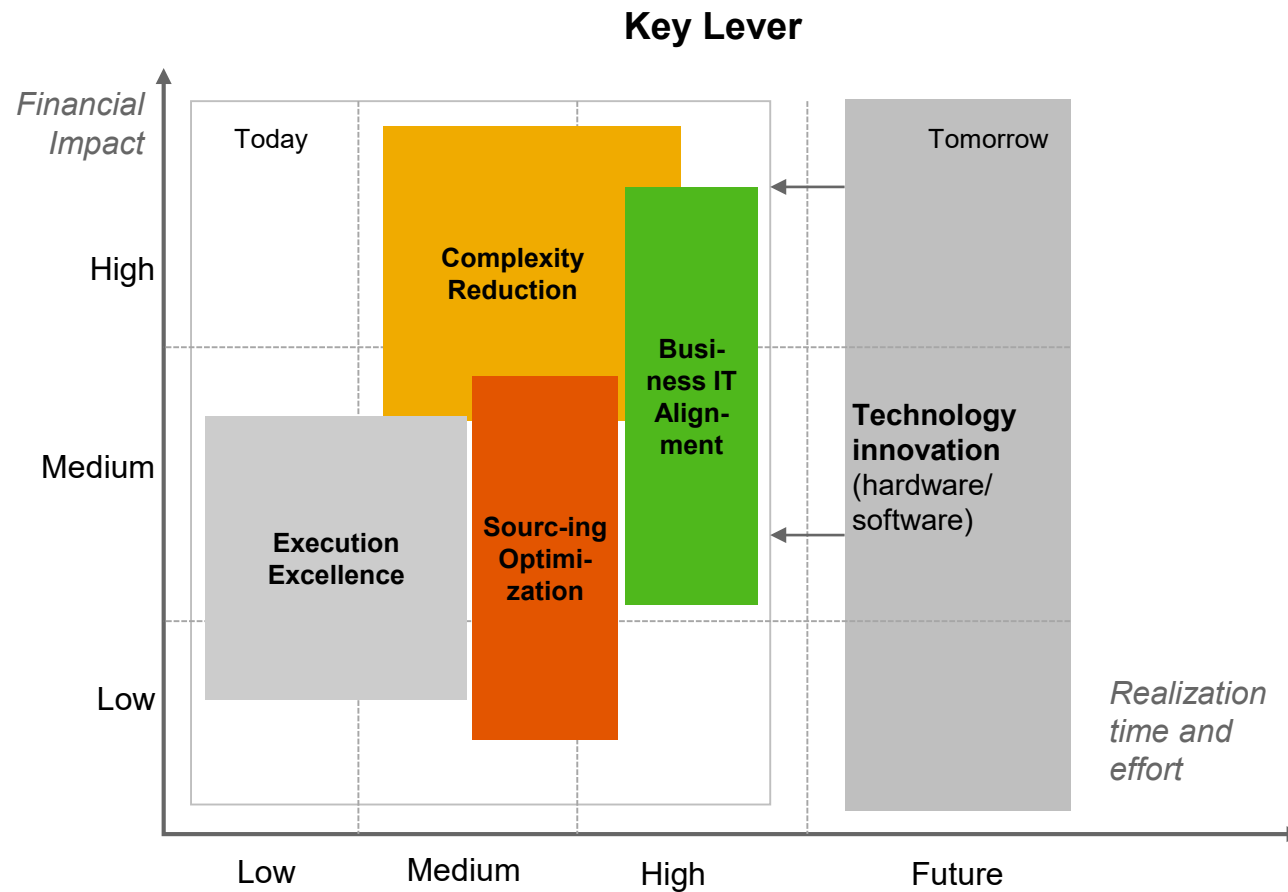 Key Lever
Financial
Impact
Today
Tomorrow
High
Complexity
Reduction
Busi-
ness IT
Align-
ment
Technology
innovation
(hardware/
software)
Medium
Execution
Excellence
Sourc-ing
Optimi-
zation
Low
Realization
time and
effort
Low
Medium
High
Future